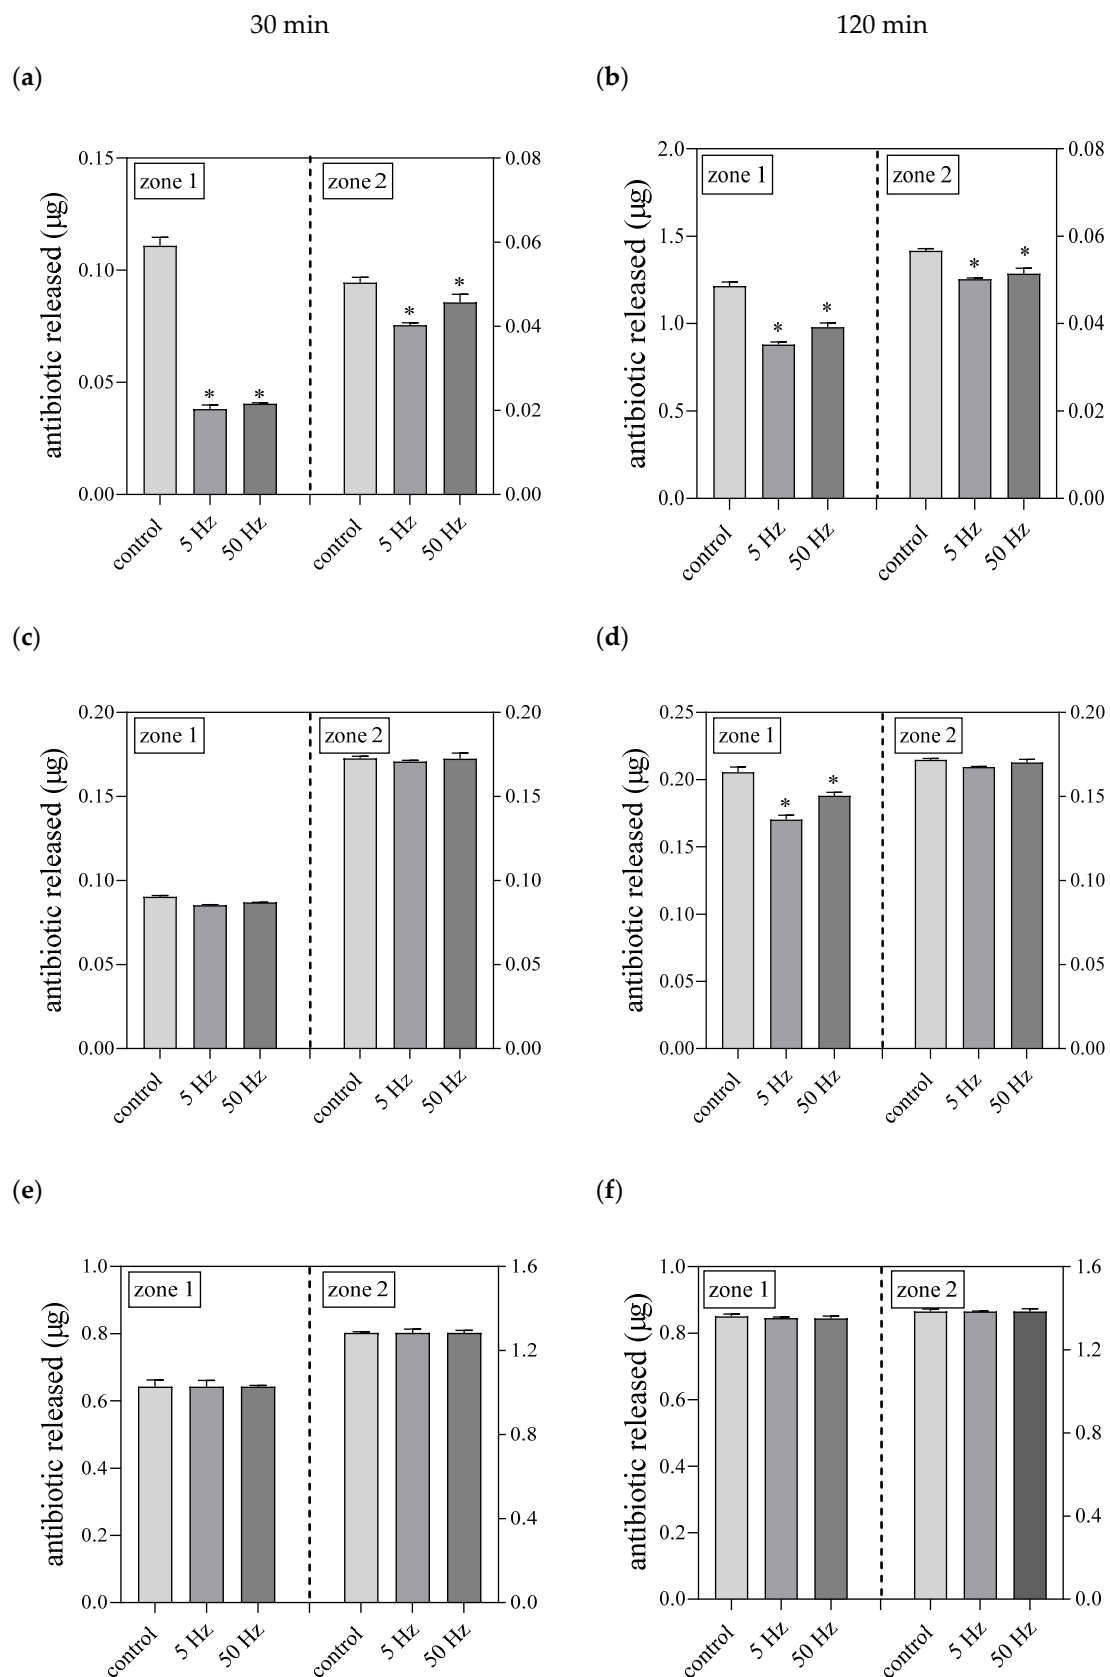 30 min
120 min
(a)
(b)
antibiotic released (µg)
0.15
0.10
0.05
0.00
zone 1
zone 2
* * * *
0.08
0.06
0.04
0.02
0.00
control
5 Hz
50 Hz
control
5 Hz
50 Hz
antibiotic released (µg)
2.0
1.5
1.0
0.5
0.0
zone 1
zone 2
* * * *
0.08
0.06
0.04
0.02
0.00
control
5 Hz
50 Hz
control
5 Hz
50 Hz
(c)
(d)
antibiotic released (µg)
0.20
0.15
0.10
0.05
0.00
zone 1
zone 2
0.20
0.15
0.10
0.05
0.00
control
5 Hz
50 Hz
control
5 Hz
50 Hz
antibiotic released (µg)
0.25
0.20
0.15
0.10
0.05
0.00
zone 1
zone 2
* *
0.20
0.15
0.10
0.05
0.00
control
5 Hz
50 Hz
control
5 Hz
50 Hz
(e)
(f)
antibiotic released (µg)
1.0
0.8
0.6
0.4
0.2
0.0
zone 1
zone 2
1.6
1.2
0.8
0.4
0.0
control
5 Hz
50 Hz
control
5 Hz
50 Hz
antibiotic released (µg)
1.0
0.8
0.6
0.4
0.2
0.0
zone 1
zone 2
1.6
1.2
0.8
0.4
0.0
control
5 Hz
50 Hz
control
5 Hz
50 Hz